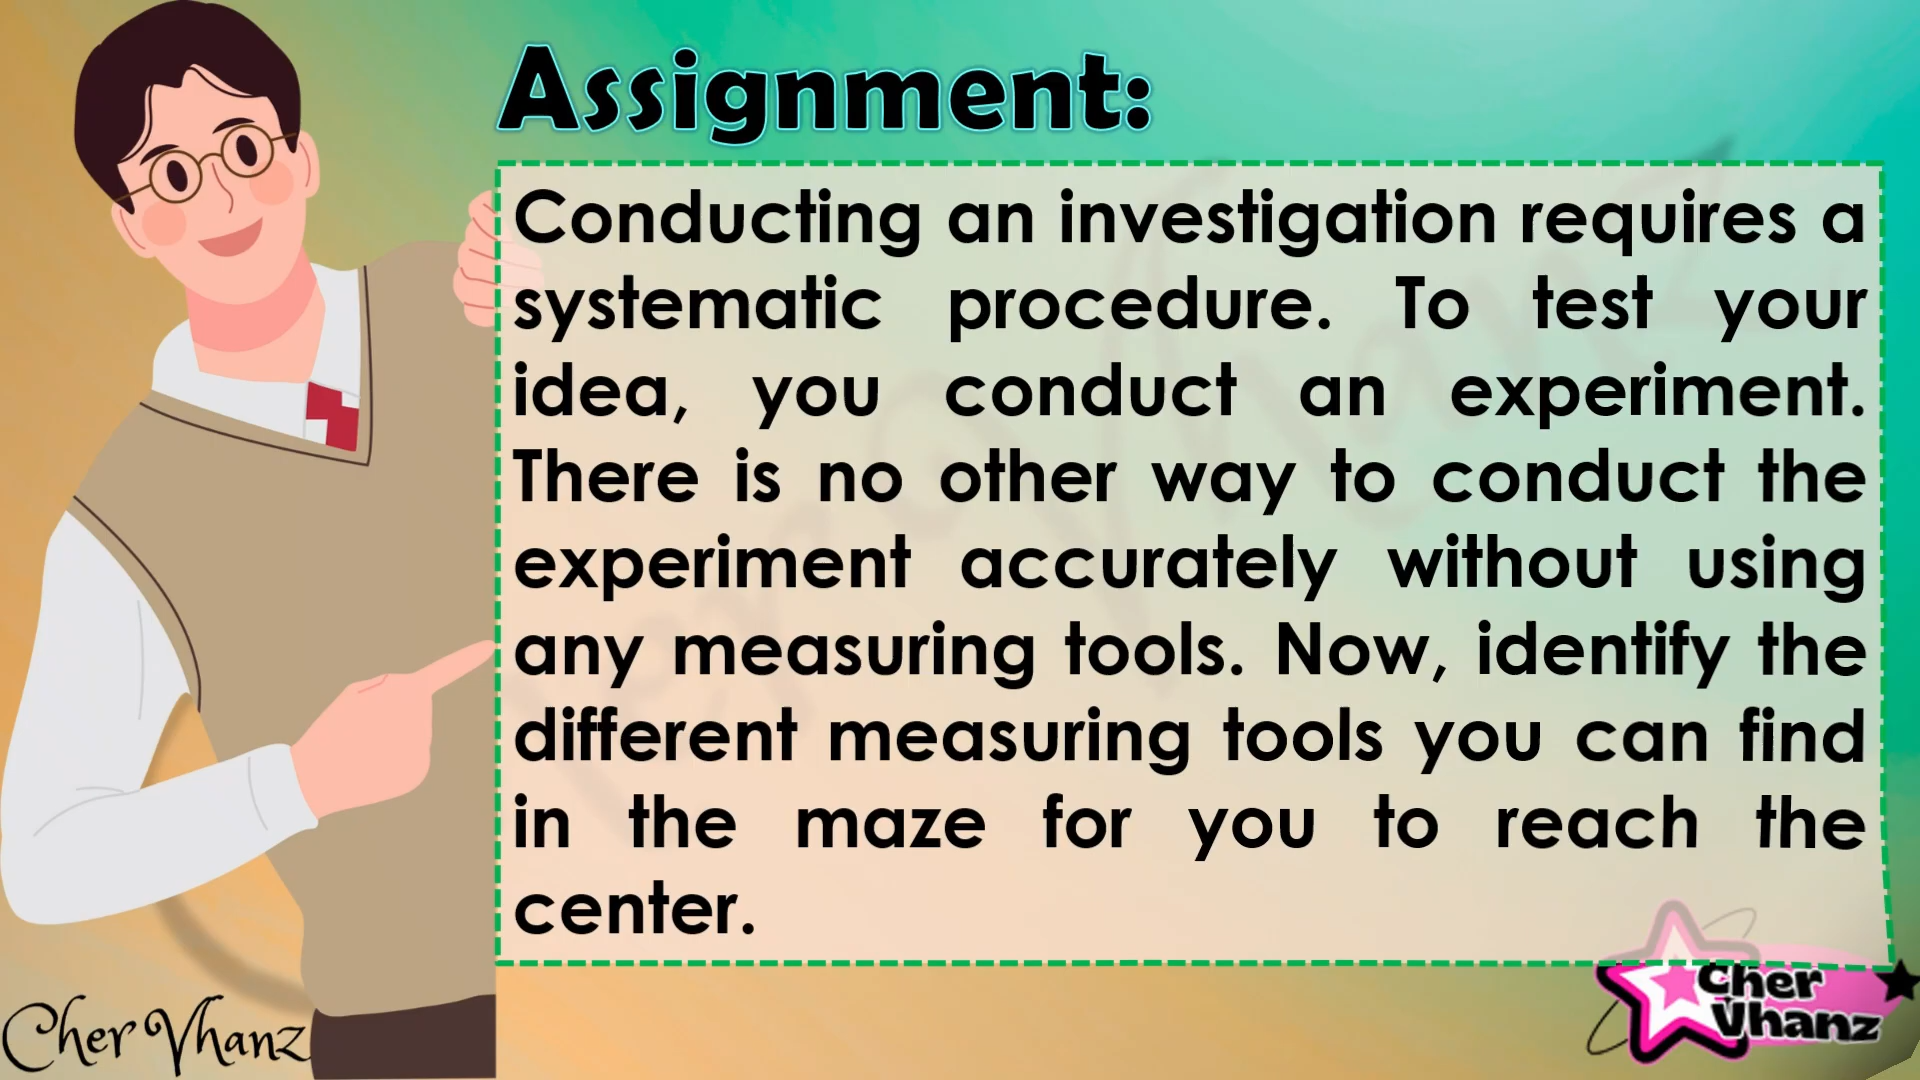 Assignment:
Conducting an investigation requires a
systematic procedure. To test your
idea, you conduct an experiment.
There is no other way to conduct the
experiment accurately without using
any measuring tools. Now, identify the
different measuring tools you can find
in the maze for you to reach the
center.
Cher Vhanz
Cher
Vhanz